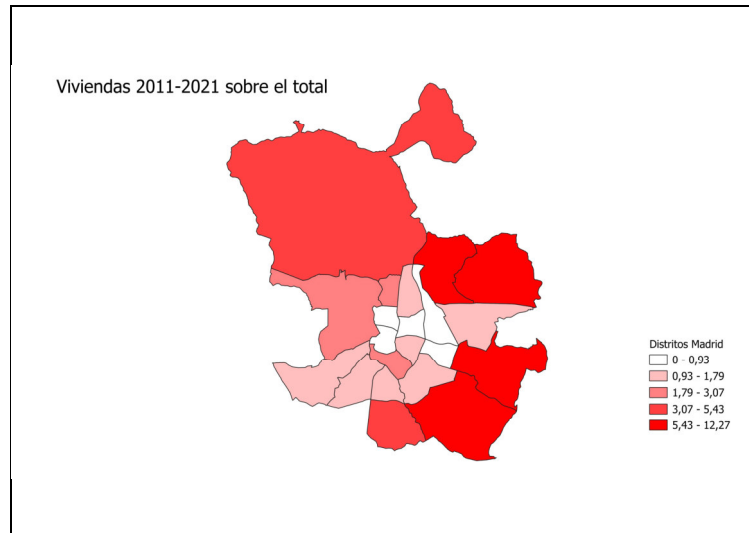 Viviendas 2011-2021 sobre el total
Distritos Madrid
0 - 0,93
0,93 - 1,79
1,79 - 3,07
3,07 - 5,43
5,43 - 12,27